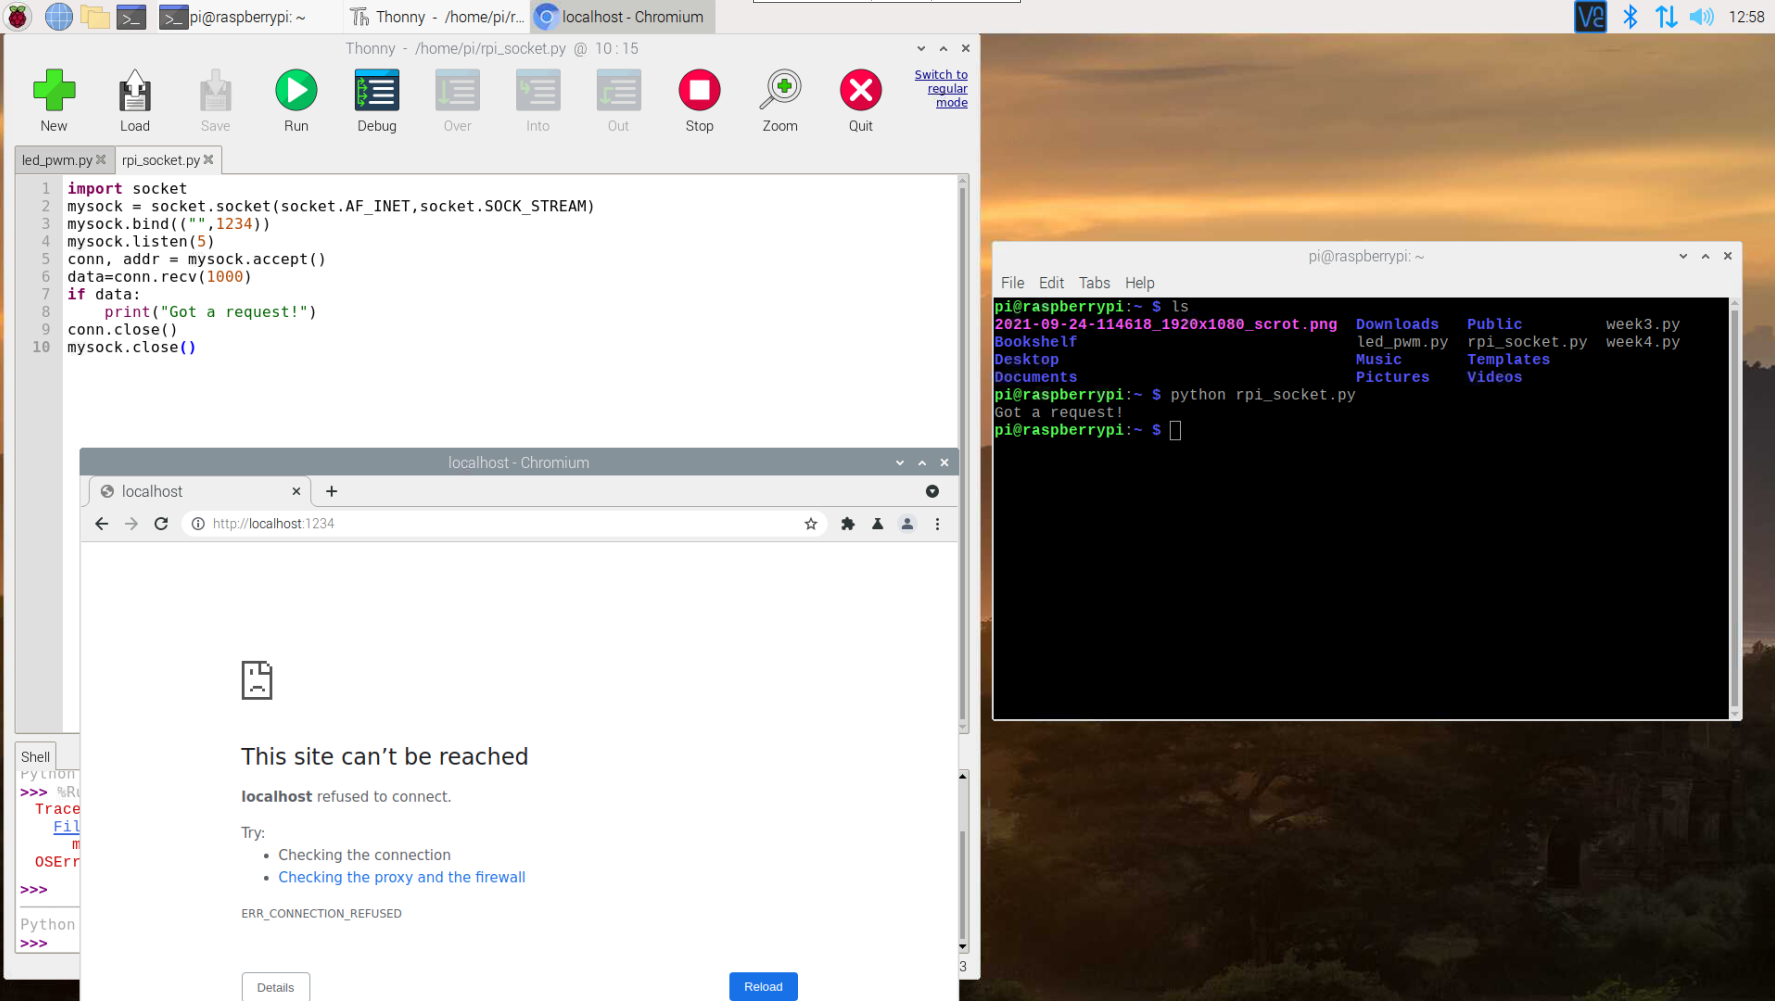 pi@raspberrypi: ~
Thonny - /home/pi/r...
localhost - Chromium
12:58
Thonny - /home/pi/rpi_socket.py @ 10:15
New
Load
Save
Run
Debug
Over
Into
Out
Stop
Zoom
Quit
Switch to
regular
mode
led_pwm.py
rpi_socket.py
1 import socket
2 mysock = socket.socket(socket.AF_INET,socket.SOCK_STREAM)
3 mysock.bind(("",1234))
4 mysock.listen(5)
5 conn, addr = mysock.accept()
6 data=conn.recv(1000)
7 if data:
8     print("Got a request!")
9 conn.close()
10 mysock.close()
localhost - Chromium
localhost
http://localhost:1234
This site can’t be reached
localhost refused to connect.
Try:
• Checking the connection
• Checking the proxy and the firewall
ERR_CONNECTION_REFUSED
Details
Reload
Shell
Python
>>> %Ru
Trace
Fil
m
OSErr
>>>
Python
>>>
3
pi@raspberrypi: ~
File Edit Tabs Help
pi@raspberrypi:~ $ ls
2021-09-24-114618_1920x1080_scrot.png Downloads Public week3.py
Bookshelf led_pwm.py rpi_socket.py week4.py
Desktop Music Templates
Documents Pictures Videos
pi@raspberrypi:~ $ python rpi_socket.py
Got a request!
pi@raspberrypi:~ $